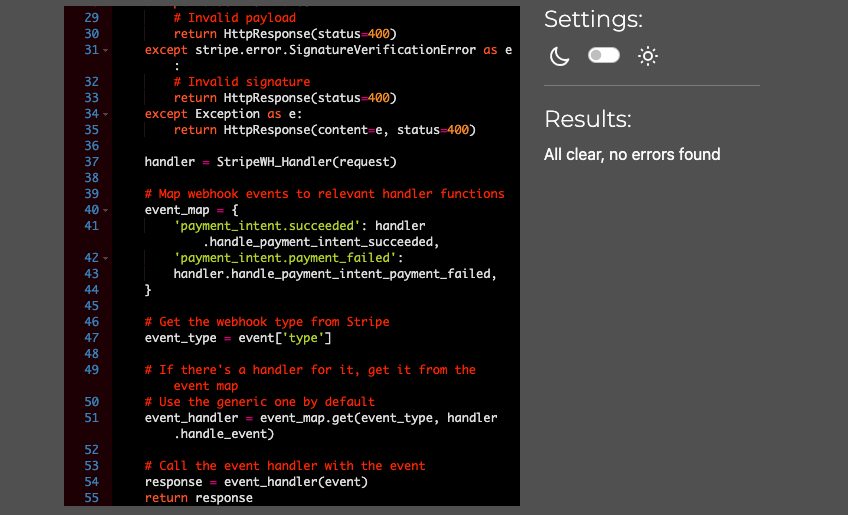 29 # Invalid payload
30 return HttpResponse(status=400)
31 except stripe.error.SignatureVerificationError as e
:
32 # Invalid signature
33 return HttpResponse(status=400)
34 except Exception as e:
35 return HttpResponse(content=e, status=400)
36
37 handler = StripeWH_Handler(request)
38
39 # Map webhook events to relevant handler functions
40 event_map = {
41 'payment_intent.succeeded': handler
.handle_payment_intent_succeeded,
42 'payment_intent.payment_failed':
43 handler.handle_payment_intent_payment_failed,
44 }
45
46 # Get the webhook type from Stripe
47 event_type = event['type']
48
49 # If there's a handler for it, get it from the
event map
50 # Use the generic one by default
51 event_handler = event_map.get(event_type, handler
.handle_event)
52
53 # Call the event handler with the event
54 response = event_handler(event)
55 return response
Settings:
Results:
All clear, no errors found